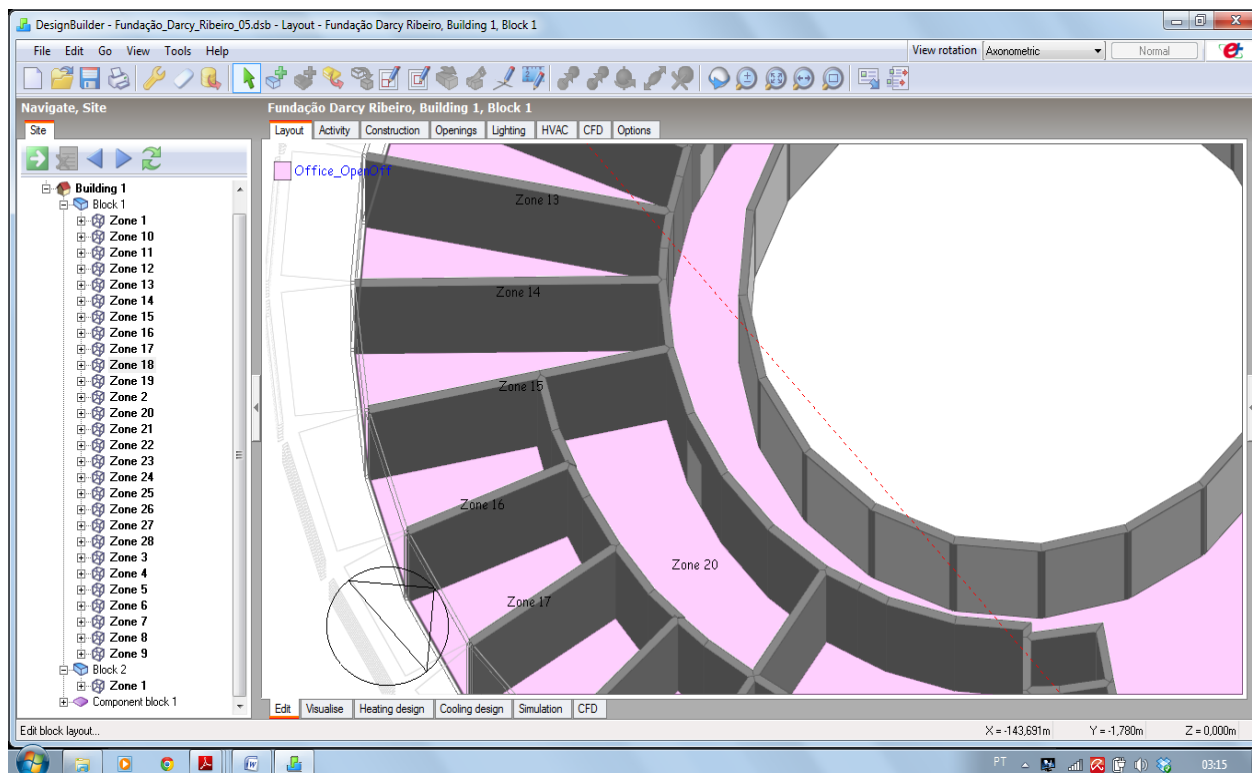 DesignBuilder - Fundação_Darcy_Ribeiro_05.dsb - Layout - Fundação Darcy Ribeiro, Building 1, Block 1
File Edit Go View Tools Help
View rotation Axonometric Normal
Navigate, Site
Fundação Darcy Ribeiro, Building 1, Block 1
Site
Layout Activity Construction Openings Lighting HVAC CFD Options
Building 1
Block 1
Zone 1
Zone 10
Zone 11
Zone 12
Zone 13
Zone 14
Zone 15
Zone 16
Zone 17
Zone 18
Zone 19
Zone 2
Zone 20
Zone 21
Zone 22
Zone 23
Zone 24
Zone 25
Zone 26
Zone 27
Zone 28
Zone 3
Zone 4
Zone 5
Zone 6
Zone 7
Zone 8
Zone 9
Block 2
Zone 1
Component block 1
Office_OpenOff
Zone 13
Zone 14
Zone 15
Zone 16
Zone 20
Zone 17
Edit Visualise Heating design Cooling design Simulation CFD
Edit block layout...
X = -143,691m Y = -1,780m Z = 0,000m
PT 03:15